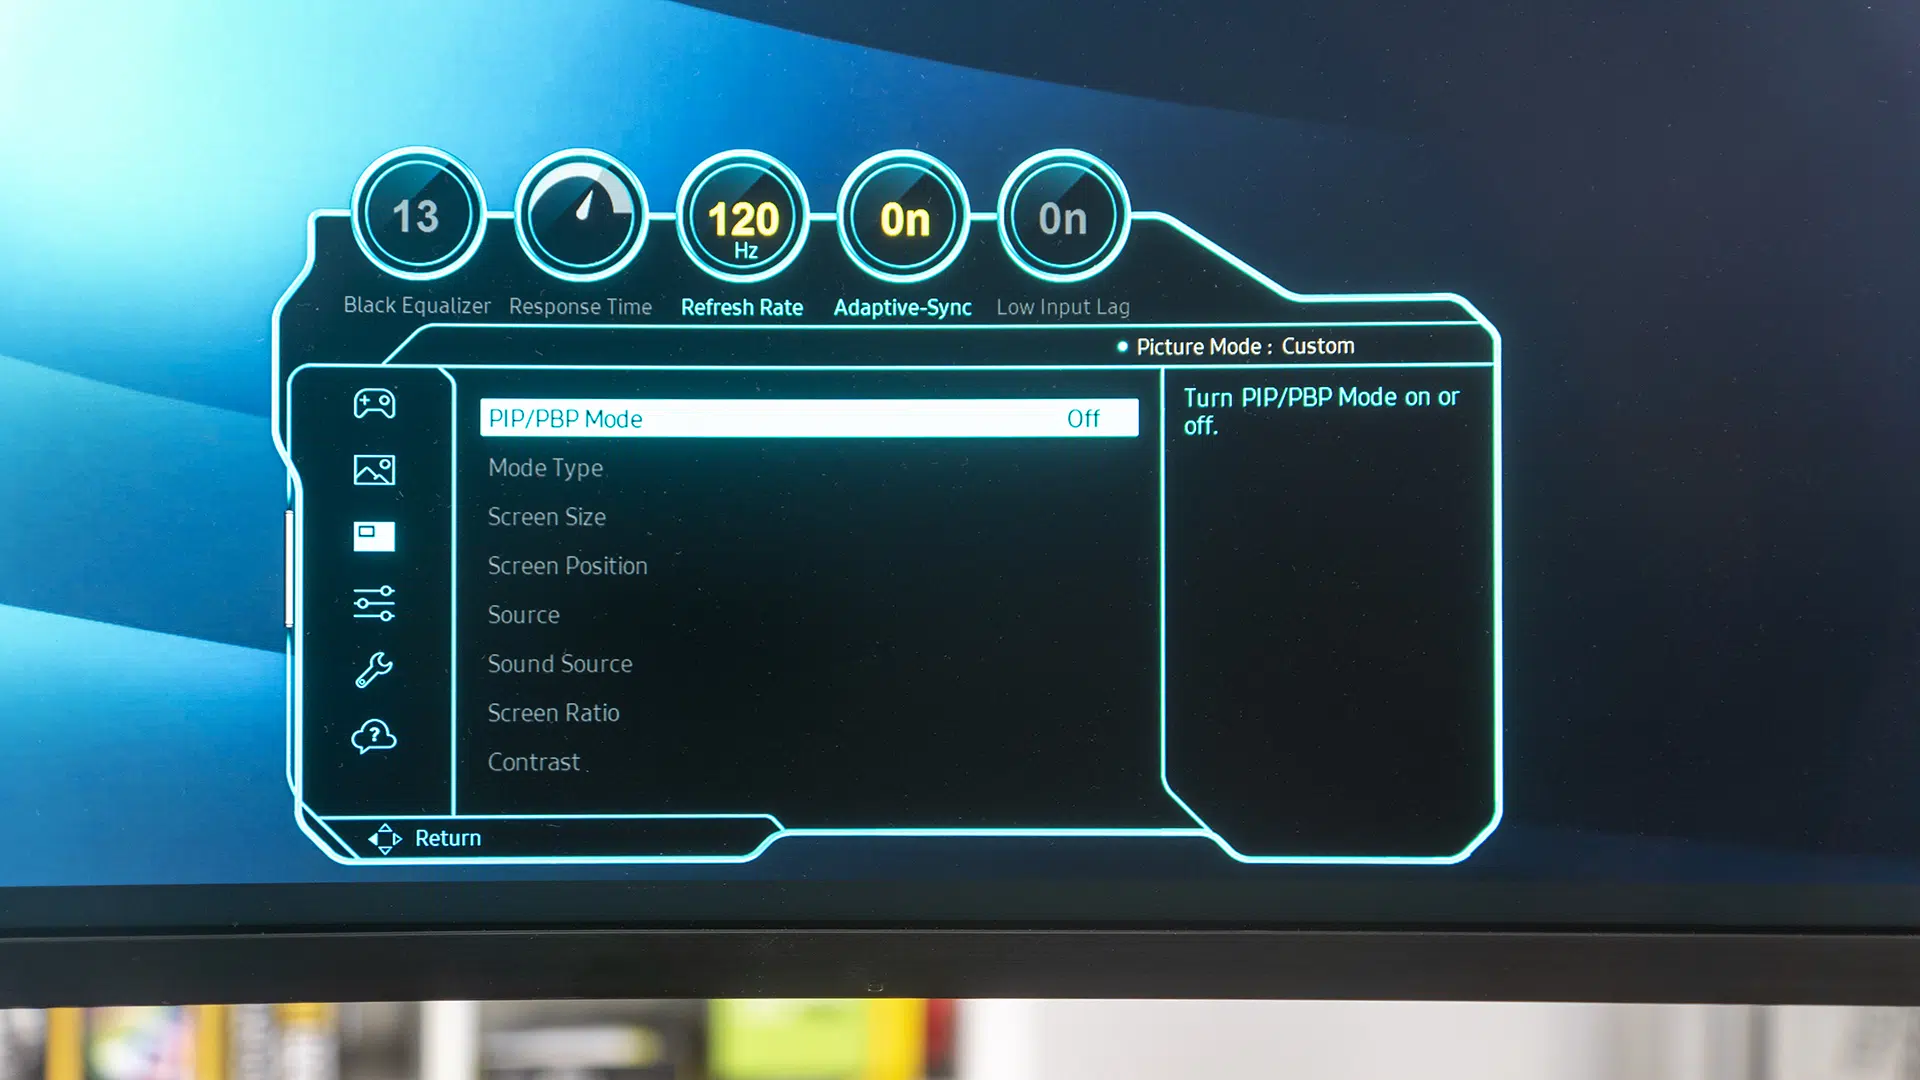 13
120
Hz
On
On
Black Equalizer
Response Time
Refresh Rate
Adaptive-Sync
Low Input Lag
Picture Mode : Custom
PIP/PBP Mode Off
Mode Type
Screen Size
Screen Position
Source
Sound Source
Screen Ratio
Contrast
Turn PIP/PBP Mode on or
off.
?
Return